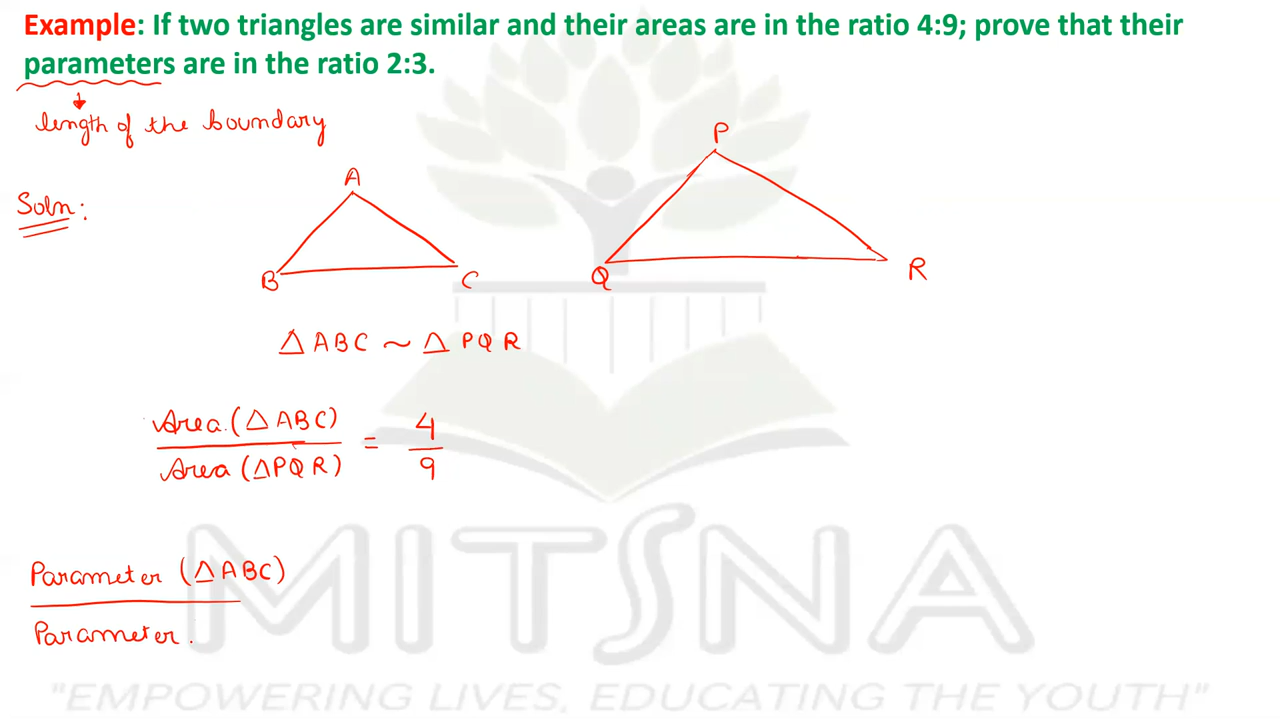 Example: If two triangles are similar and their areas are in the ratio 4:9; prove that their
parameters are in the ratio 2:3.
length of the boundary
Soln:
A
B
C
P
Q
R
△ ABC ~ △ PQR
Area (△ ABC)
Area (△PQR)
=
4
9
Parameter (△ABC)
Parameter
MITSNA
"EMPOWERING LIVES, EDUCATING THE YOUTH"